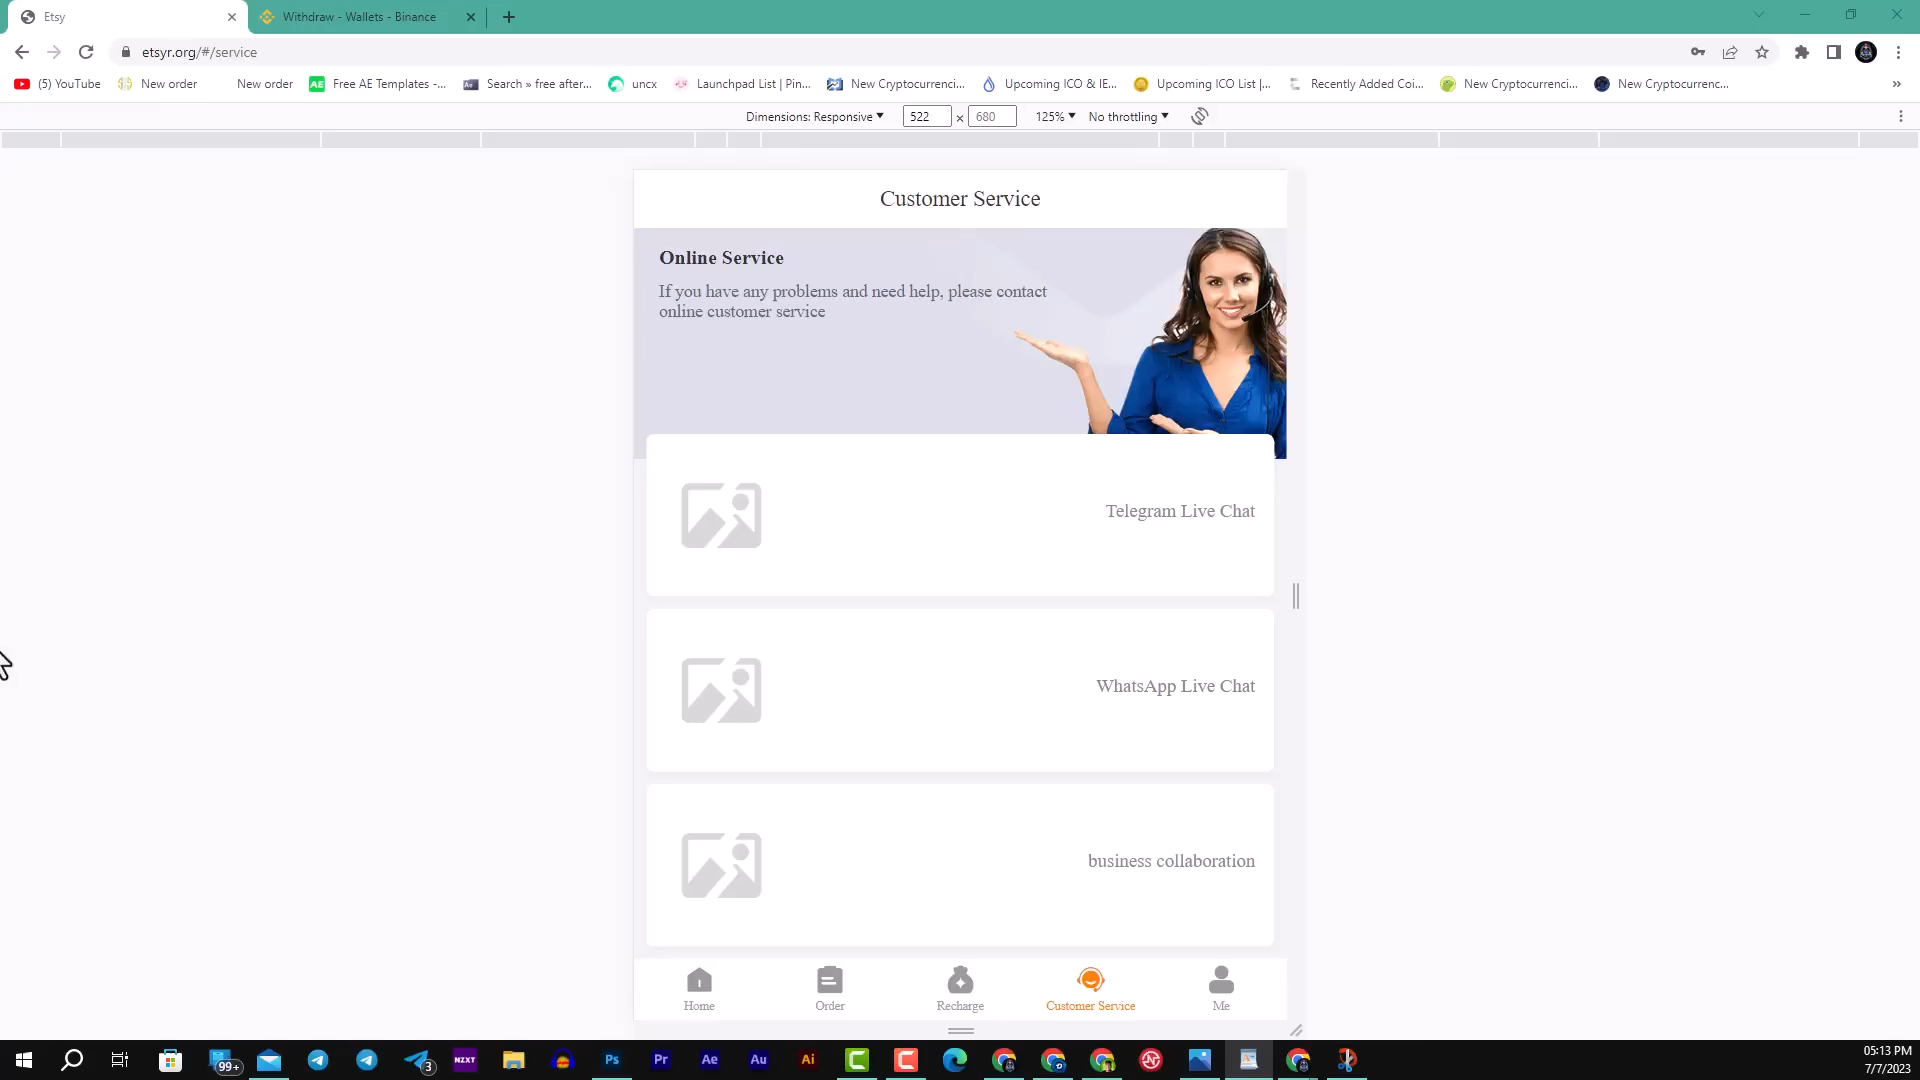 Etsy
Withdraw - Wallets - Binance
etsyr.org/#/service
(5) YouTube
New order
New order
AE
Free AE Templates -...
Ae
Search » free after...
uncx
Launchpad List | Pin...
New Cryptocurrenci...
Upcoming ICO & IE...
Upcoming ICO List |...
Recently Added Coi...
New Cryptocurrenci...
New Cryptocurrenc...
»
Dimensions: Responsive
522
x
680
125%
No throttling
Customer Service
Online Service
If you have any problems and need help, please contact
online customer service
Telegram Live Chat
WhatsApp Live Chat
business collaboration
Home
Order
Recharge
Customer Service
Me
99+
3
NZXT
Ps
Pr
Ae
Au
Ai
05:13 PM
7/7/2023